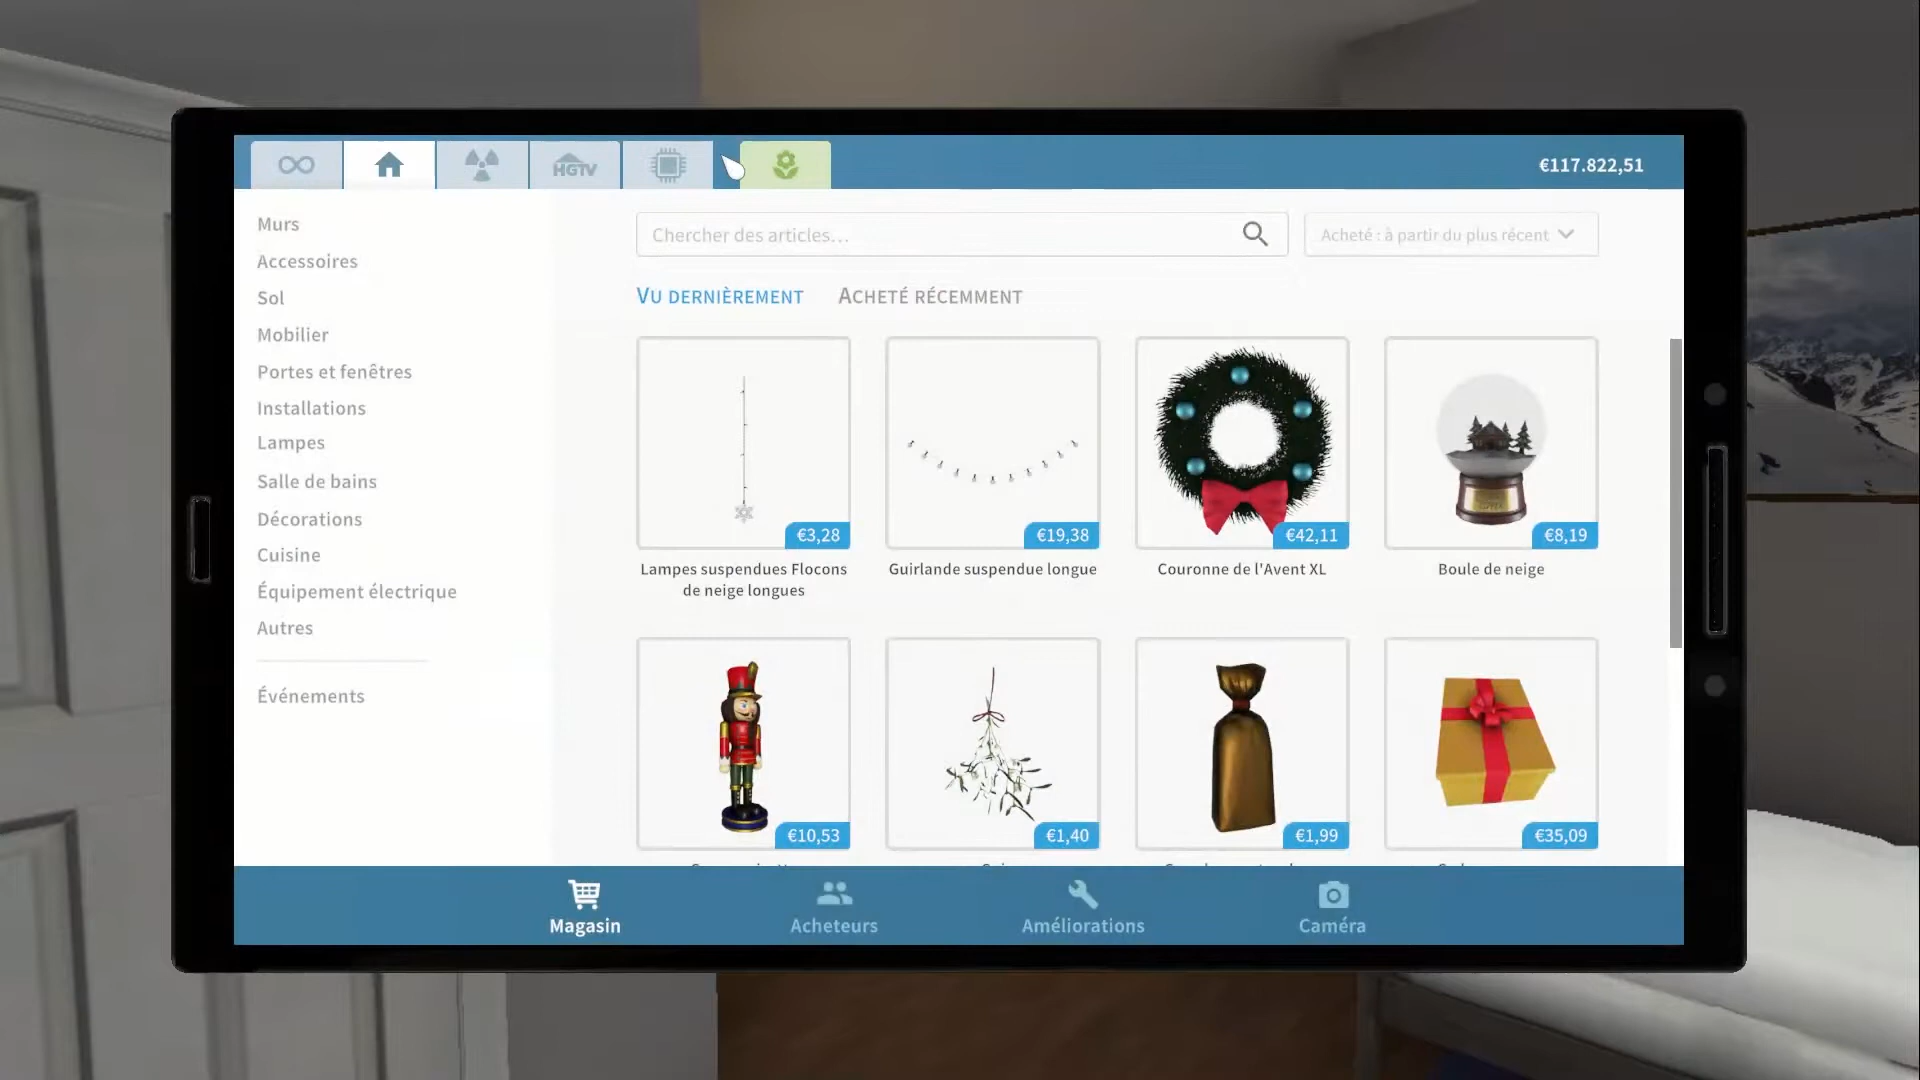 HGTV
€117.822,51
Murs
Accessoires
Sol
Mobilier
Portes et fenêtres
Installations
Lampes
Salle de bains
Décorations
Cuisine
Équipement électrique
Autres
Événements
Chercher des articles...
Acheté : à partir du plus récent
VU DERNIÈREMENT
ACHETÉ RÉCEMMENT
€3,28
€19,38
€42,11
€8,19
Lampes suspendues Flocons
de neige longues
Guirlande suspendue longue
Couronne de l'Avent XL
Boule de neige
€10,53
€1,40
€1,99
€35,09
Magasin
Acheteurs
Améliorations
Caméra